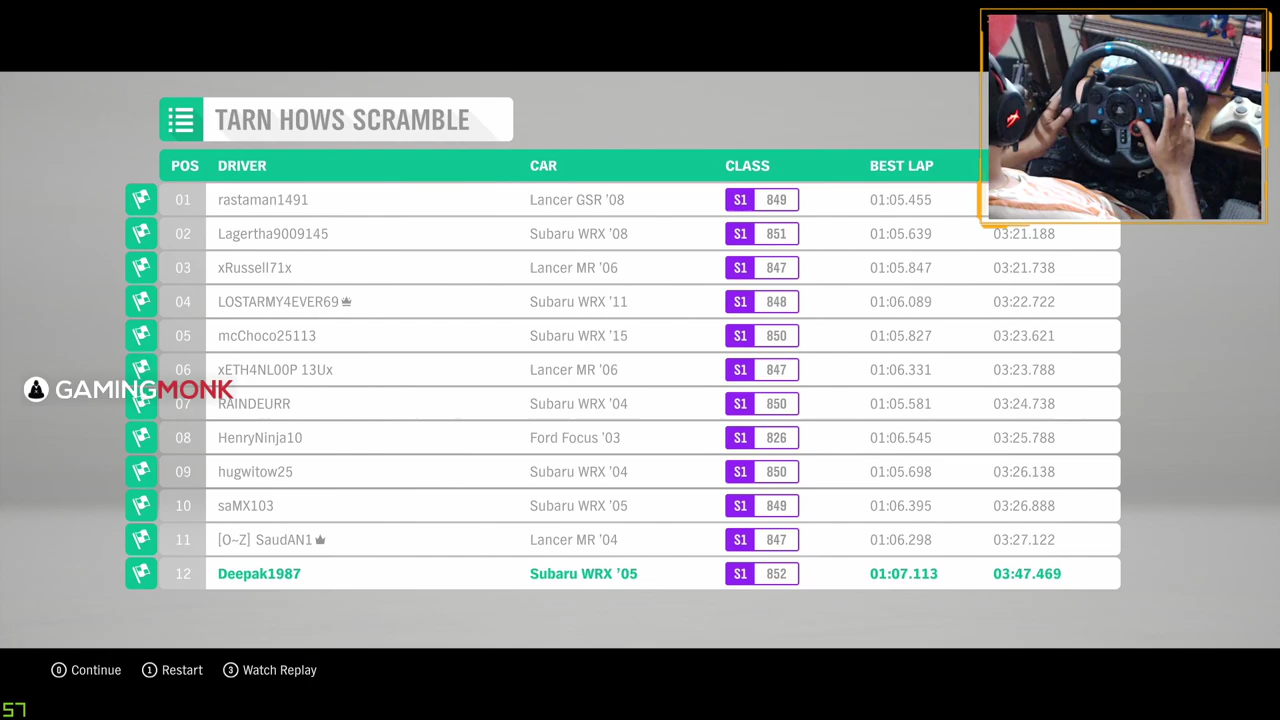 TARN HOWS SCRAMBLE
POS DRIVER CAR CLASS BEST LAP
01 rastaman1491 Lancer GSR '08 S1 849 01:05.455
02 Lagertha9009145 Subaru WRX '08 S1 851 01:05.639 03:21.188
03 xRussell71x Lancer MR '06 S1 847 01:05.847 03:21.738
04 LOSTARMY4EVER69 Subaru WRX '11 S1 848 01:06.089 03:22.722
05 mcChoco25113 Subaru WRX '15 S1 850 01:05.827 03:23.621
06 xETH4NL00P 13Ux Lancer MR '06 S1 847 01:06.331 03:23.788
GAMINGMONK
07 RAINDEURR Subaru WRX '04 S1 850 01:05.581 03:24.738
08 HenryNinja10 Ford Focus '03 S1 826 01:06.545 03:25.788
09 hugwitow25 Subaru WRX '04 S1 850 01:05.698 03:26.138
10 saMX103 Subaru WRX '05 S1 849 01:06.395 03:26.888
11 [O~Z] SaudAN1 Lancer MR '04 S1 847 01:06.298 03:27.122
12 Deepak1987 Subaru WRX '05 S1 852 01:07.113 03:47.469
0 Continue 1 Restart 3 Watch Replay
57